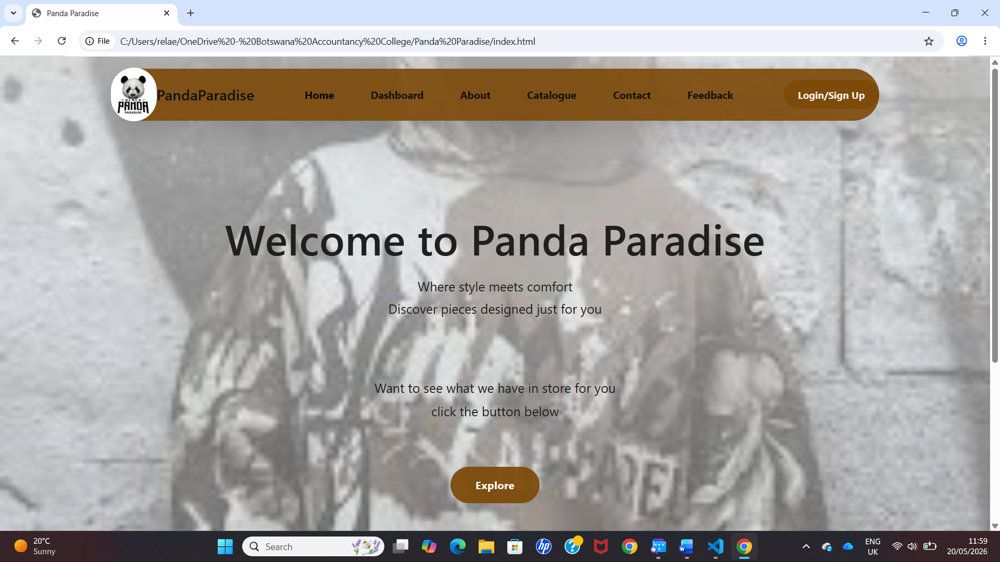 Panda Paradise
File
C:/Users/relae/OneDrive%20-%20Botswana%20Accountancy%20College/Panda%20Paradise/index.html
BLACK
PANDA
PARADISE
PandaParadise
Home
Dashboard
About
Catalogue
Contact
Feedback
Login/Sign Up
Welcome to Panda Paradise
Where style meets comfort
Discover pieces designed just for you
Want to see what we have in store for you
click the button below
Explore
20°C
Sunny
Search
hp
?
W
ENG
UK
11:59
20/05/2026